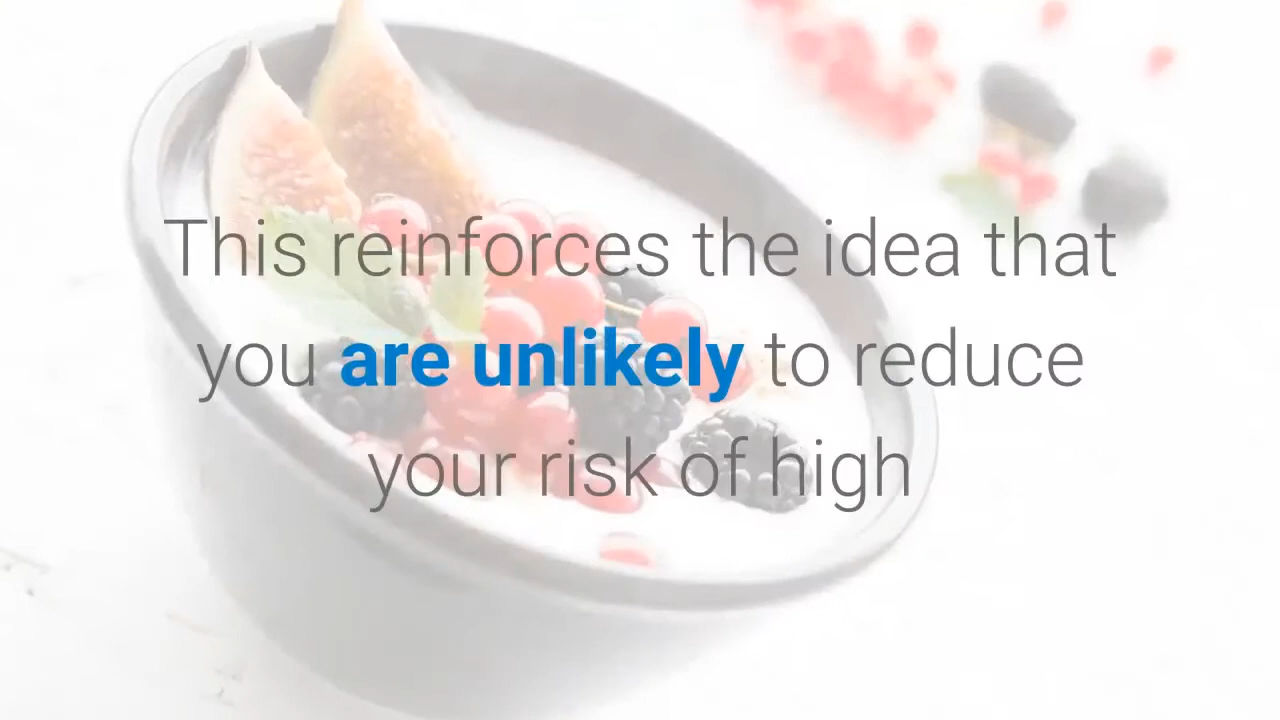 This reinforces the idea that
you are unlikely to reduce
your risk of high